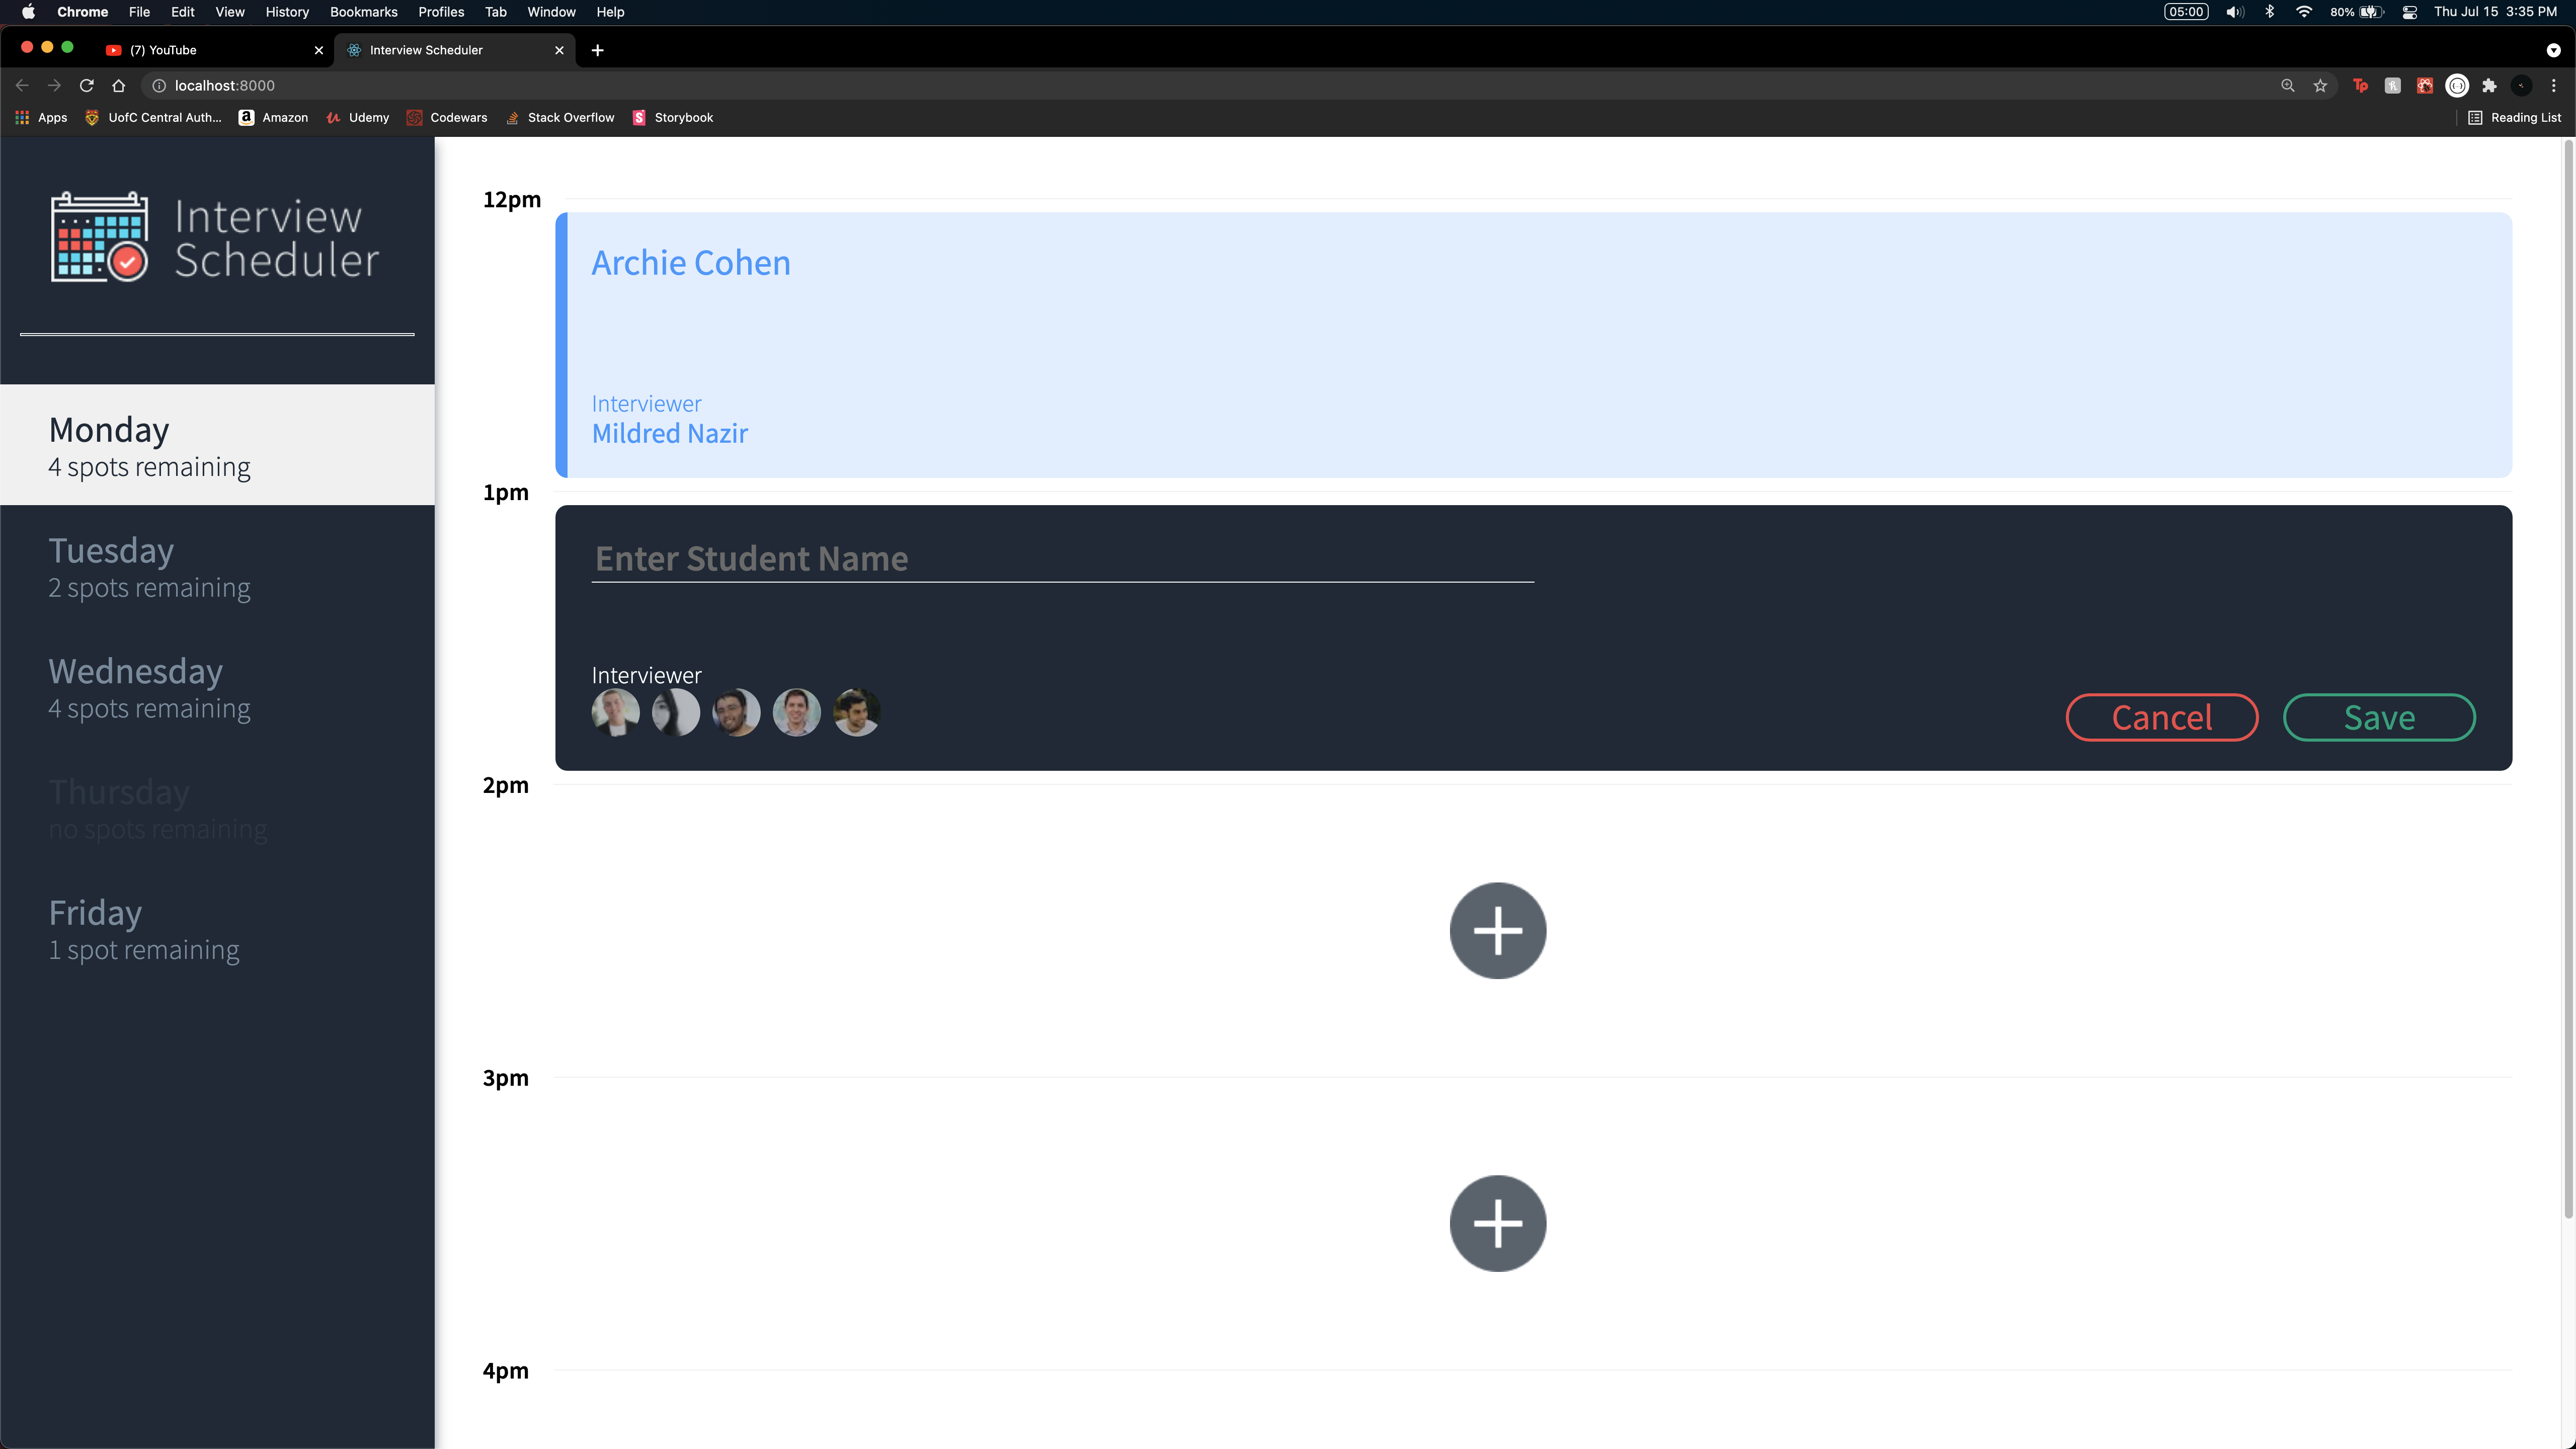 Chrome File Edit View History Bookmarks Profiles Tab Window Help 05:00 80% Thu Jul 15 3:35 PM
(7) YouTube Interview Scheduler
localhost:8000
Apps UofC Central Auth... Amazon Udemy Codewars Stack Overflow Storybook Reading List
Interview
Scheduler
Monday
4 spots remaining
Tuesday
2 spots remaining
Wednesday
4 spots remaining
Thursday
no spots remaining
Friday
1 spot remaining
12pm
Archie Cohen
Interviewer
Mildred Nazir
1pm
Enter Student Name
Interviewer
Cancel Save
2pm
3pm
4pm